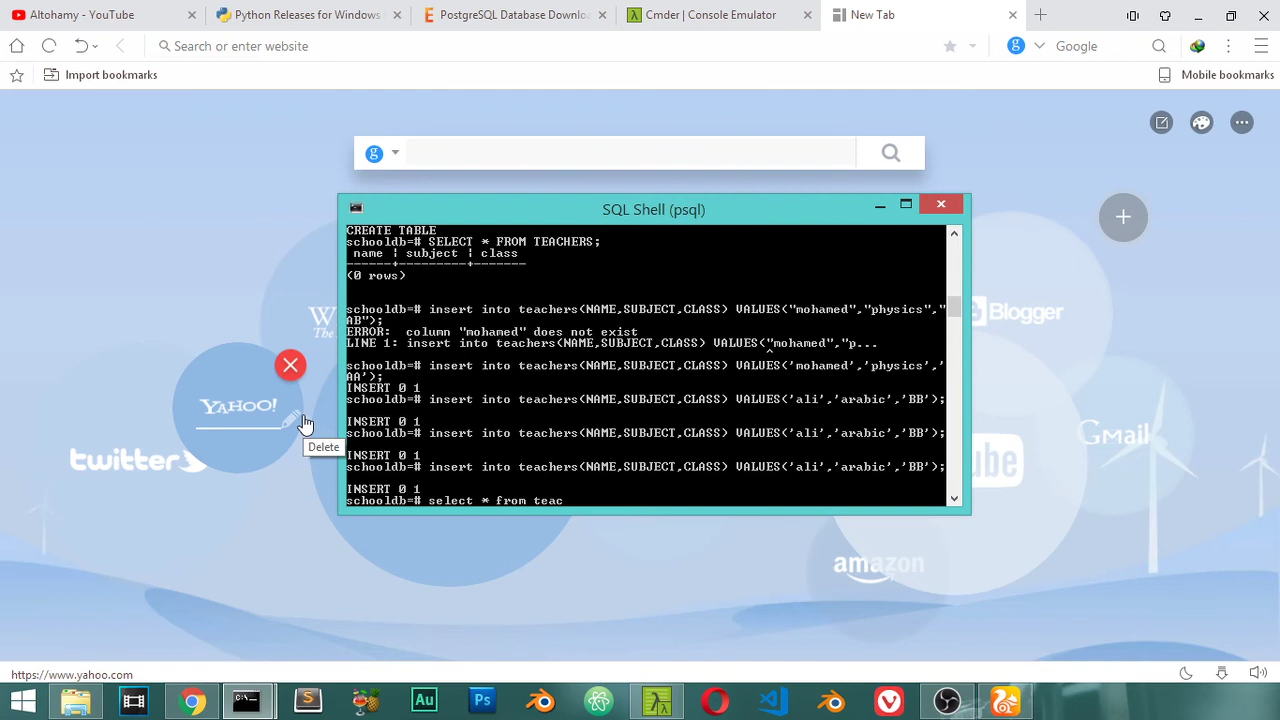 Altohamy - YouTube
Python Releases for Windows
PostgreSQL Database Downloa
Cmder | Console Emulator
New Tab
Search or enter website
Google
Import bookmarks
Mobile bookmarks
SQL Shell (psql)
CREATE TABLE
schooldb=# SELECT * FROM TEACHERS;
name | subject | class
------+---------+-------
(0 rows)
schooldb=# insert into teachers(NAME,SUBJECT,CLASS) VALUES("mohamed","physics","
AB");
ERROR:  column "mohamed" does not exist
LINE 1: insert into teachers(NAME,SUBJECT,CLASS) VALUES("mohamed","p...
^
schooldb=# insert into teachers(NAME,SUBJECT,CLASS) VALUES('mohamed','physics','
AA');
INSERT 0 1
schooldb=# insert into teachers(NAME,SUBJECT,CLASS) VALUES('ali','arabic','BB');
INSERT 0 1
schooldb=# insert into teachers(NAME,SUBJECT,CLASS) VALUES('ali','arabic','BB');
INSERT 0 1
schooldb=# insert into teachers(NAME,SUBJECT,CLASS) VALUES('ali','arabic','BB');
INSERT 0 1
schooldb=# select * from teac
W
The
Blogger
YAHOO!
Delete
twitter
Gmail
ube
amazon
https://www.yahoo.com
C:\
Au
Ps